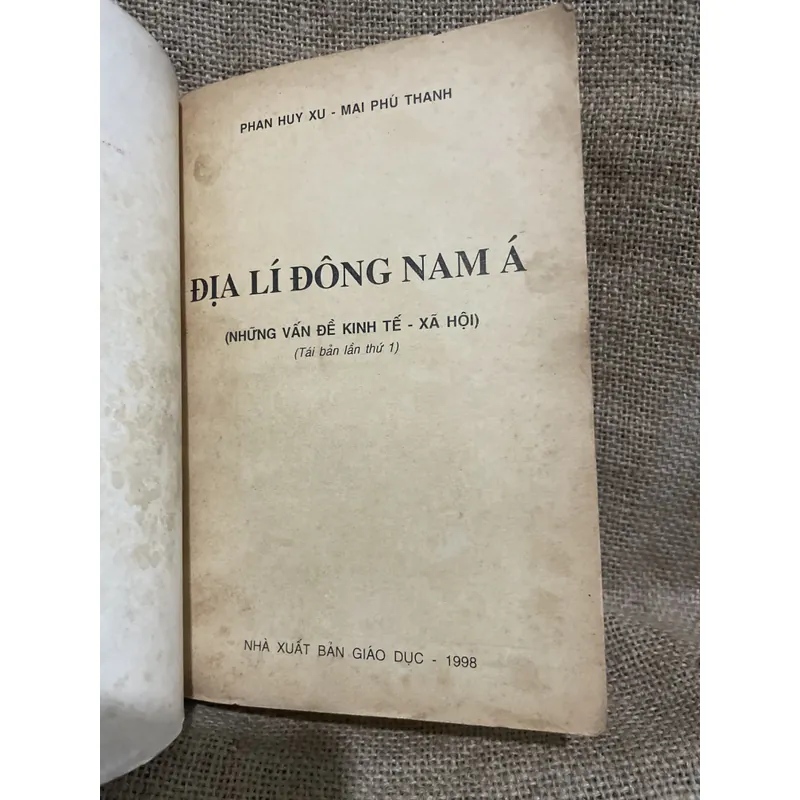 PHAN HUY XU - MAI PHÚ THANH
ĐỊA LÍ ĐÔNG NAM Á
(NHỮNG VẤN ĐỀ KINH TẾ - XÃ HỘI)
(Tái bản lần thứ 1)
NHÀ XUẤT BẢN GIÁO DỤC - 1998